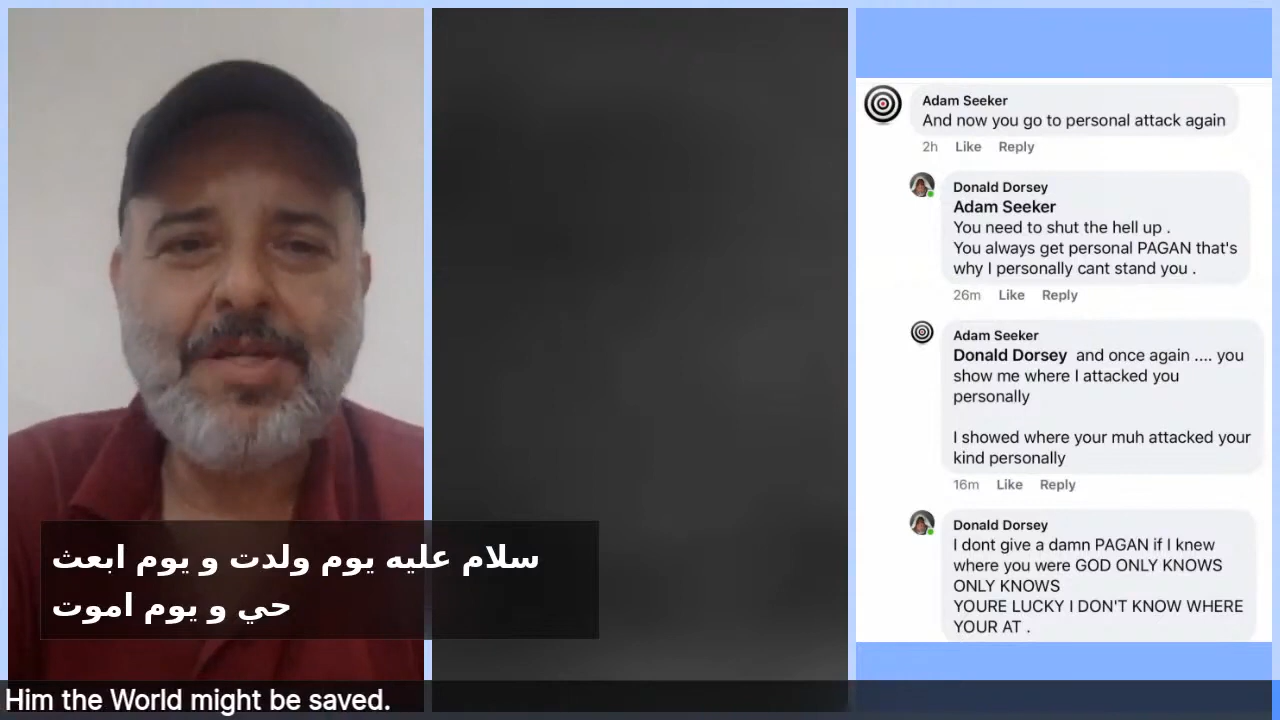 Adam Seeker
And now you go to personal attack again
2h Like Reply
Donald Dorsey
Adam Seeker
You need to shut the hell up .
You always get personal PAGAN that's
why I personally cant stand you .
26m Like Reply
Adam Seeker
Donald Dorsey and once again .... you
show me where I attacked you
personally
I showed where your muh attacked your
kind personally
16m Like Reply
Donald Dorsey
I dont give a damn PAGAN if I knew
where you were GOD ONLY KNOWS
ONLY KNOWS
YOURE LUCKY I DON'T KNOW WHERE
YOUR AT .
سلام عليه يوم ولدت و يوم ابعث
حي و يوم اموت
Him the World might be saved.